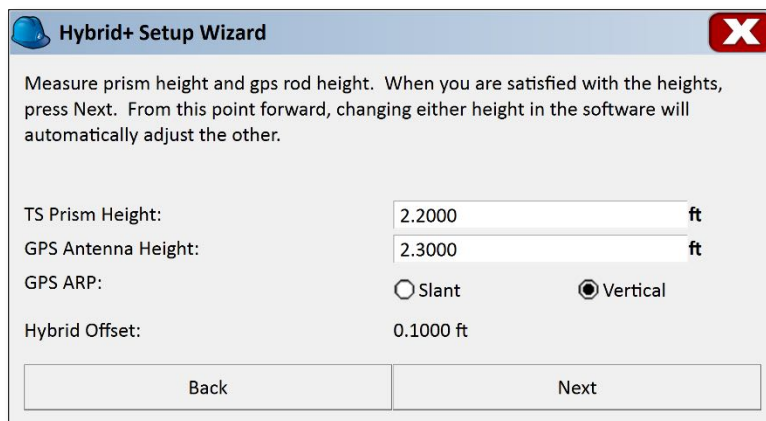 Hybrid+ Setup Wizard
Measure prism height and gps rod height. When you are satisfied with the heights,
press Next. From this point forward, changing either height in the software will
automatically adjust the other.
TS Prism Height: 2.2000 ft
GPS Antenna Height: 2.3000 ft
GPS ARP: Slant Vertical
Hybrid Offset: 0.1000 ft
Back Next